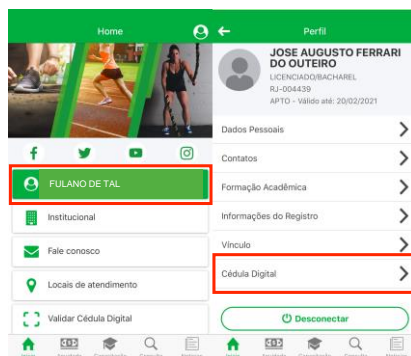 Home
FULANO DE TAL
Institucional
Fale conosco
Locais de atendimento
Validar Cédula Digital
Perfil
JOSE AUGUSTO FERRARI
DO OUTEIRO
LICENCIADO/BACHAREL
RJ-004439
APTO - Válido até: 20/02/2021
Dados Pessoais
Contatos
Formação Acadêmica
Informações do Registro
Vínculo
Cédula Digital
Desconectar